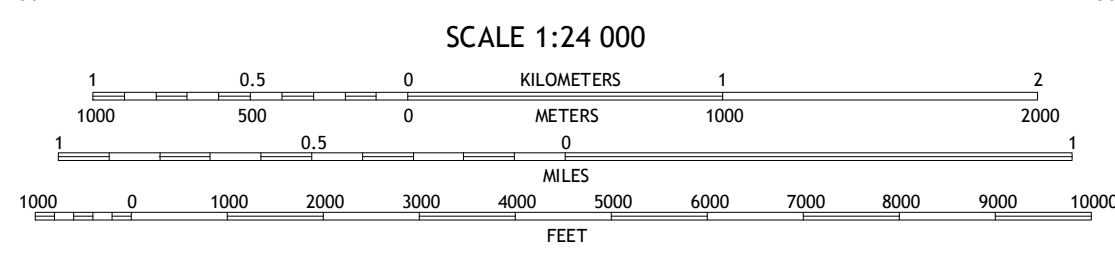 SCALE 1:24 000
1 0.5 0 KILOMETERS 1 2
1000 500 0 METERS 1000 2000
1 0.5 0 1
MILES
1000 0 1000 2000 3000 4000 5000 6000 7000 8000 9000 10000
FEET